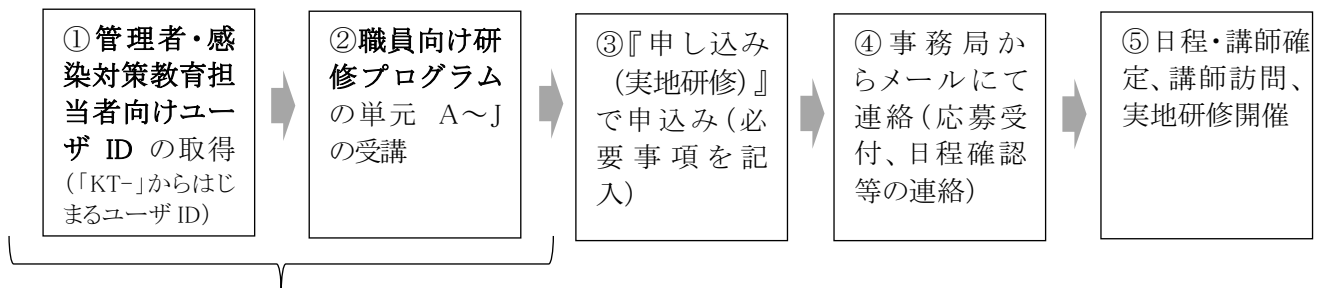 ①管理者・感
染対策教育担
当者向けユー
ザ ID の取得
（「KT-」からはじ
まるユーザ ID）
②職員向け研
修プログラム
の単元 A～J
の受講
③『申し込み
（実地研修）』
で申込み（必
要事項を記
入）
④事務局か
らメールにて
連絡（応募受
付、日程確認
等の連絡）
⑤日程・講師確
定、講師訪問、
実地研修開催